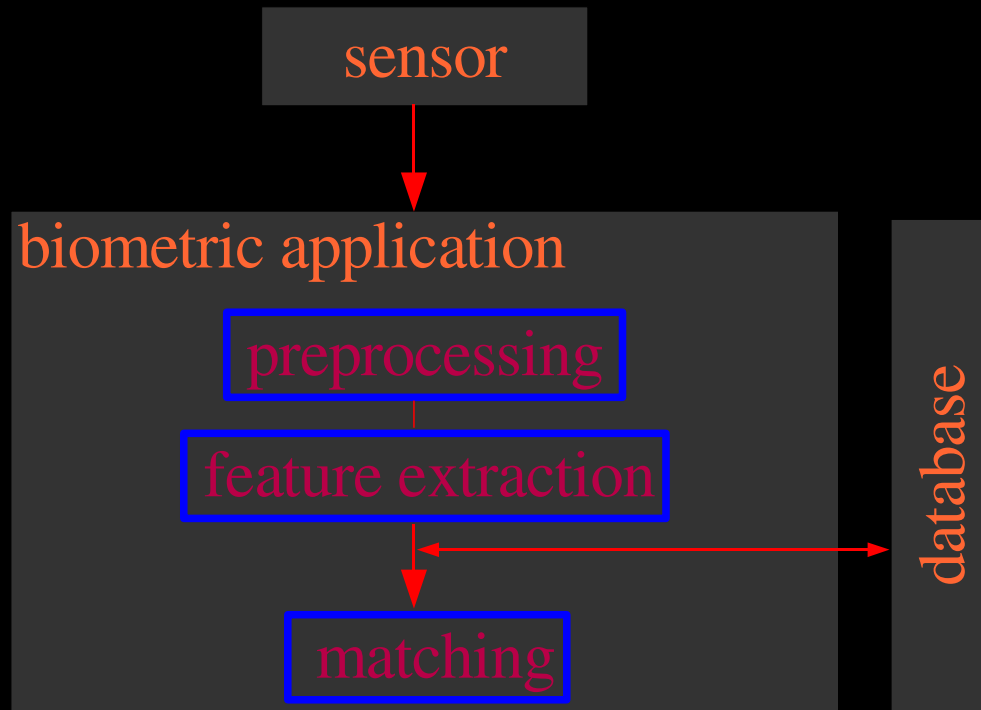 sensor
biometric application
preprocessing
feature extraction
matching
database